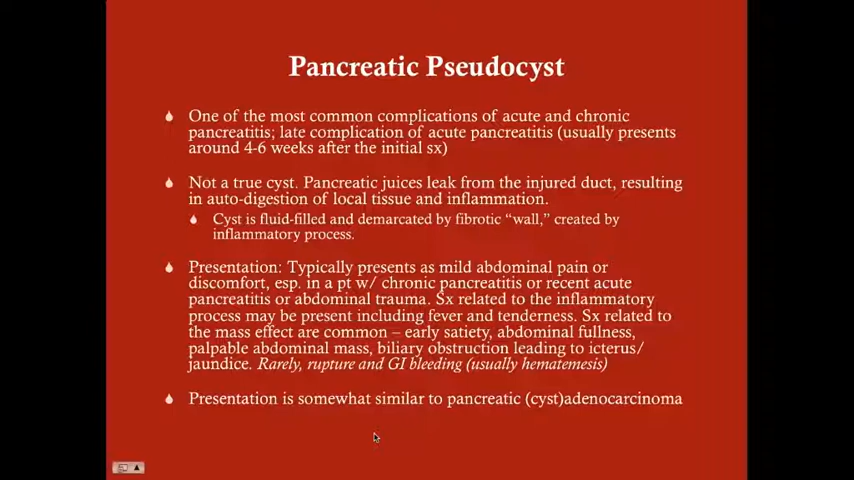 Pancreatic Pseudocyst
One of the most common complications of acute and chronic
pancreatitis; late complication of acute pancreatitis (usually presents
around 4-6 weeks after the initial sx)
Not a true cyst. Pancreatic juices leak from the injured duct, resulting
in auto-digestion of local tissue and inflammation.
Cyst is fluid-filled and demarcated by fibrotic “wall,” created by
inflammatory process.
Presentation: Typically presents as mild abdominal pain or
discomfort, esp. in a pt w/ chronic pancreatitis or recent acute
pancreatitis or abdominal trauma. Sx related to the inflammatory
process may be present including fever and tenderness. Sx related to
the mass effect are common – early satiety, abdominal fullness,
palpable abdominal mass, biliary obstruction leading to icterus/
jaundice. Rarely, rupture and GI bleeding (usually hematemesis)
Presentation is somewhat similar to pancreatic (cyst)adenocarcinoma